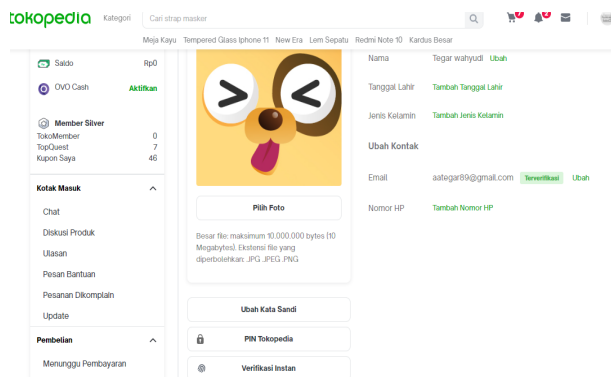 tokopedia Kategori Cari strap masker
Meja Kayu Tempered Glass Iphone 11 New Era Lem Sepatu Redmi Note 10 Kardus Besar
Saldo Rp0
OVO Cash Aktifkan
Member Silver
TokoMember 0
TopQuest 7
Kupon Saya 46
Kotak Masuk
Chat
Diskusi Produk
Ulasan
Pesan Bantuan
Pesanan Dikomplain
Update
Pembelian
Menunggu Pembayaran
Pilih Foto
Besar file: maksimum 10.000.000 bytes (10
Megabytes). Ekstensi file yang
diperbolehkan: .JPG .JPEG .PNG
Ubah Kata Sandi
PIN Tokopedia
Verifikasi Instan
Nama Tegar wahyudi Ubah
Tanggal Lahir Tambah Tanggal Lahir
Jenis Kelamin Tambah Jenis Kelamin
Ubah Kontak
Email aategar89@gmail.com Terverifikasi Ubah
Nomor HP Tambah Nomor HP